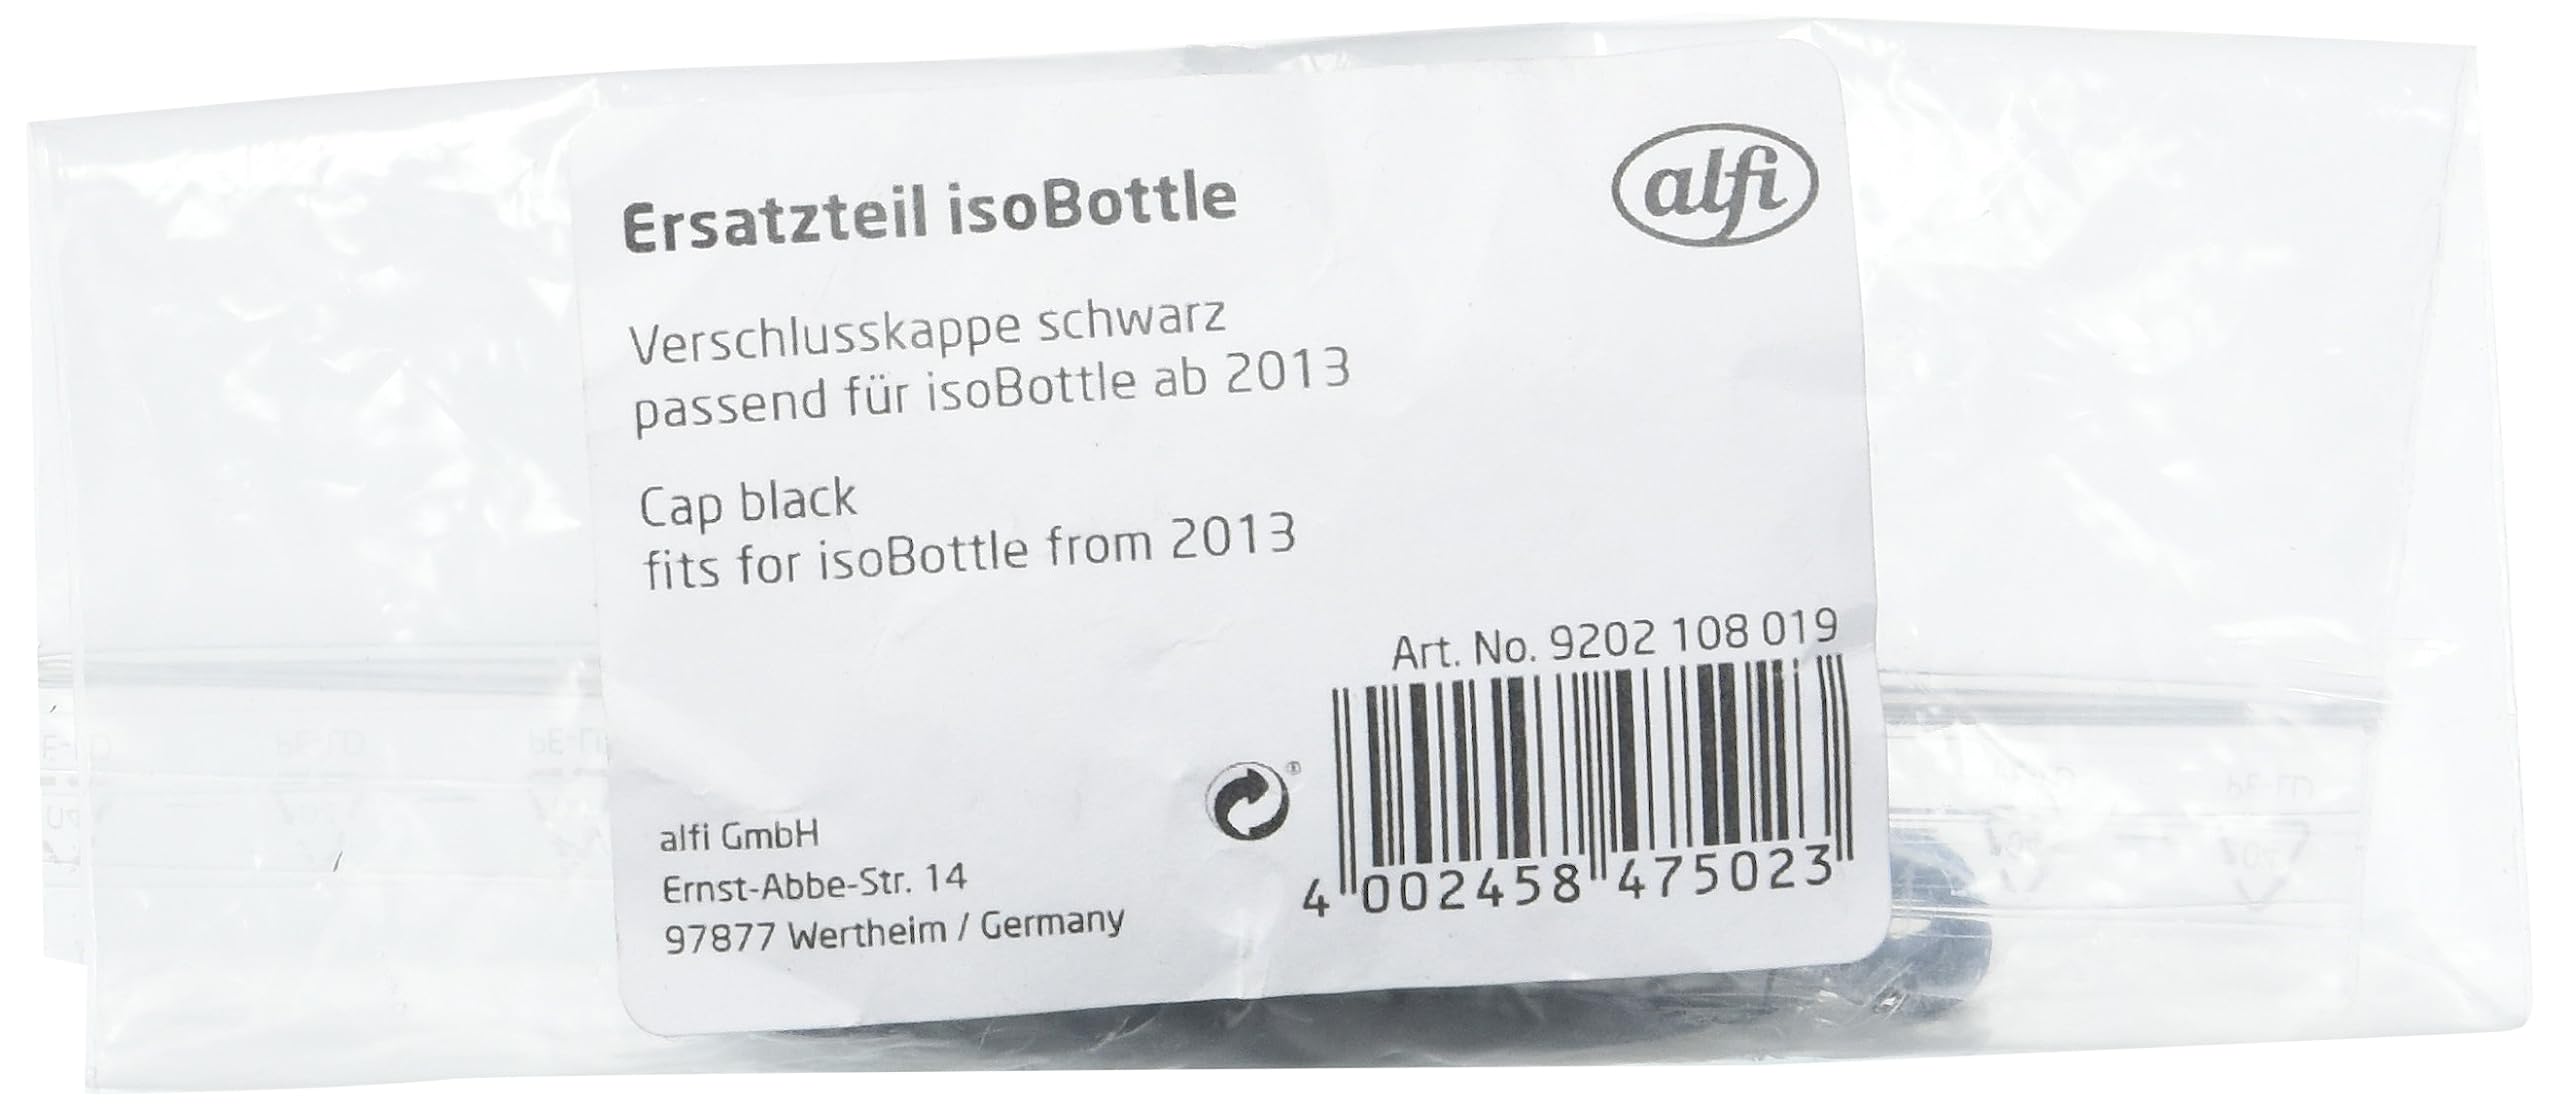 alfi
Ersatzteil isoBottle
Verschlusskappe schwarz
passend für isoBottle ab 2013
Cap black
fits for isoBottle from 2013
Art. No. 9202 108 019
4 002458 475023
alfi GmbH
Ernst-Abbe-Str. 14
97877 Wertheim / Germany